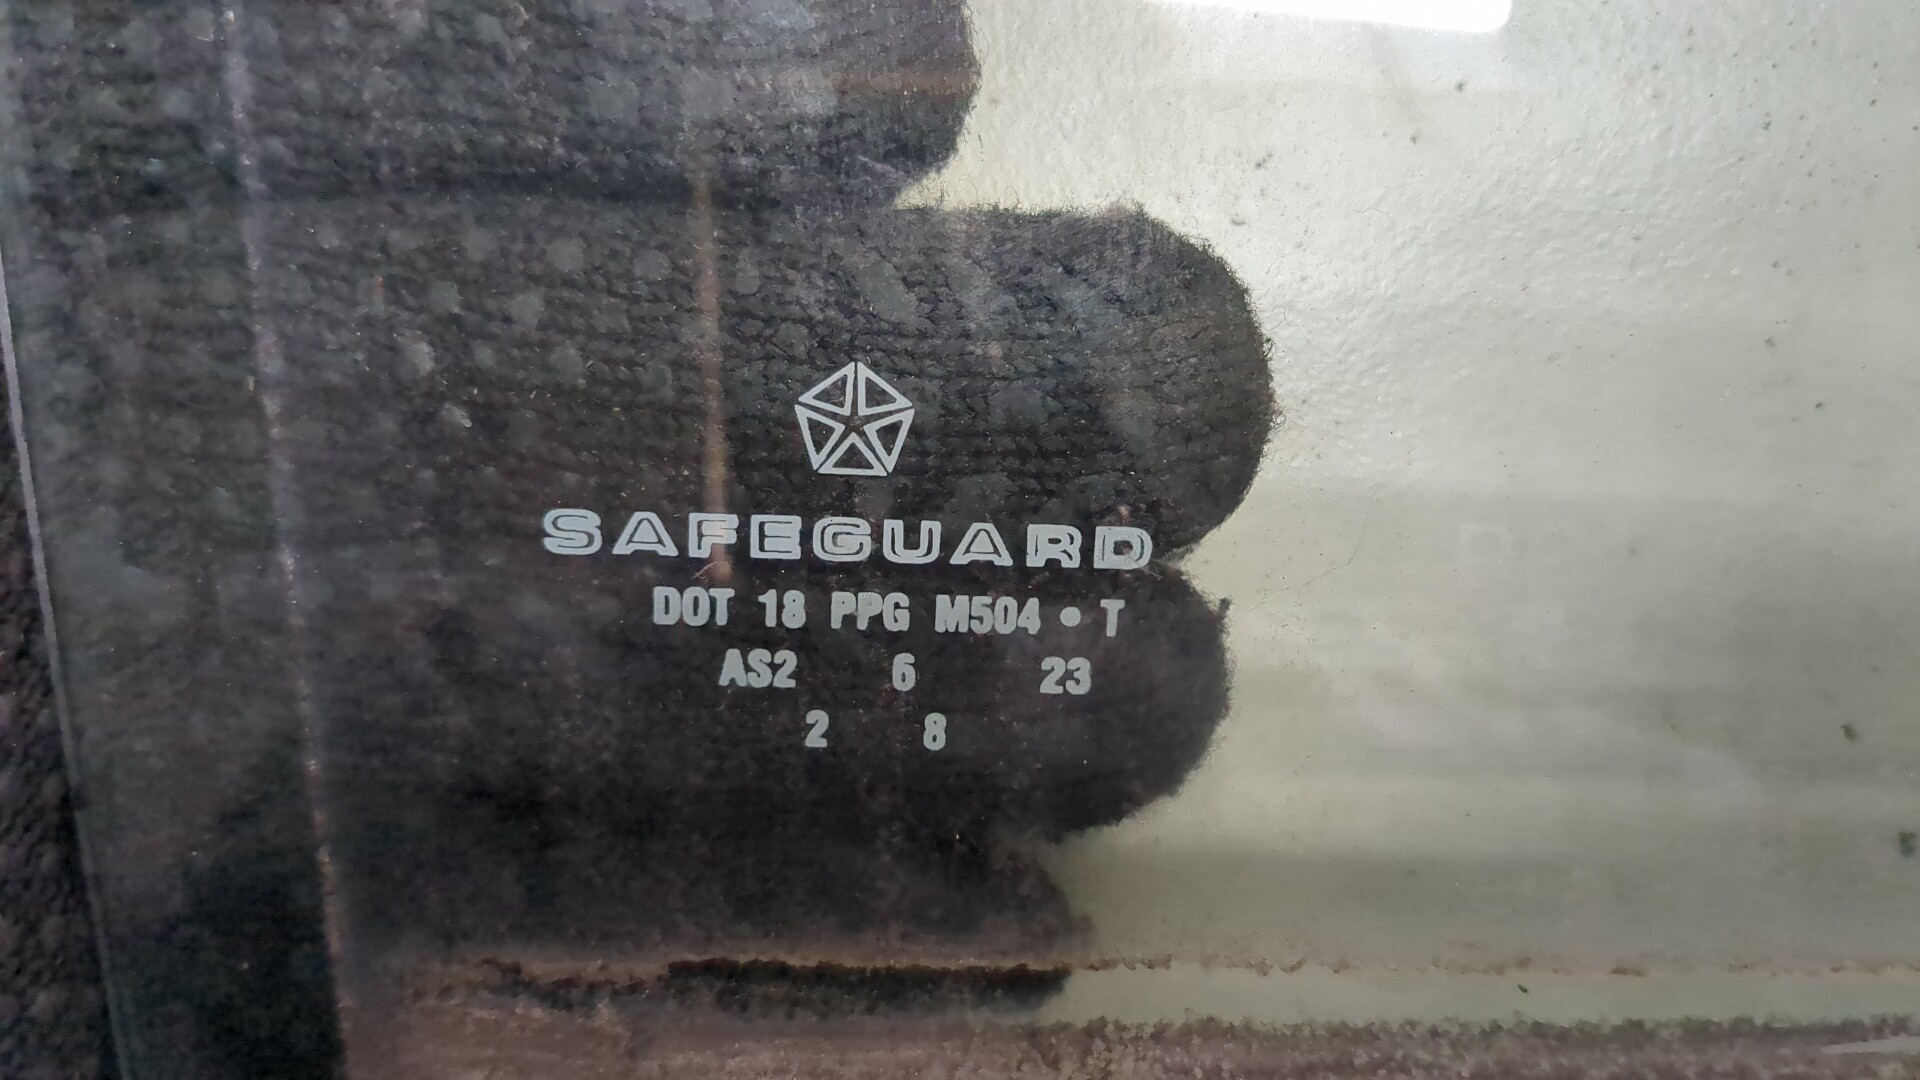 SAFEGUARD
DOT 18 PPG M504 • T
AS2 6 23
2 8